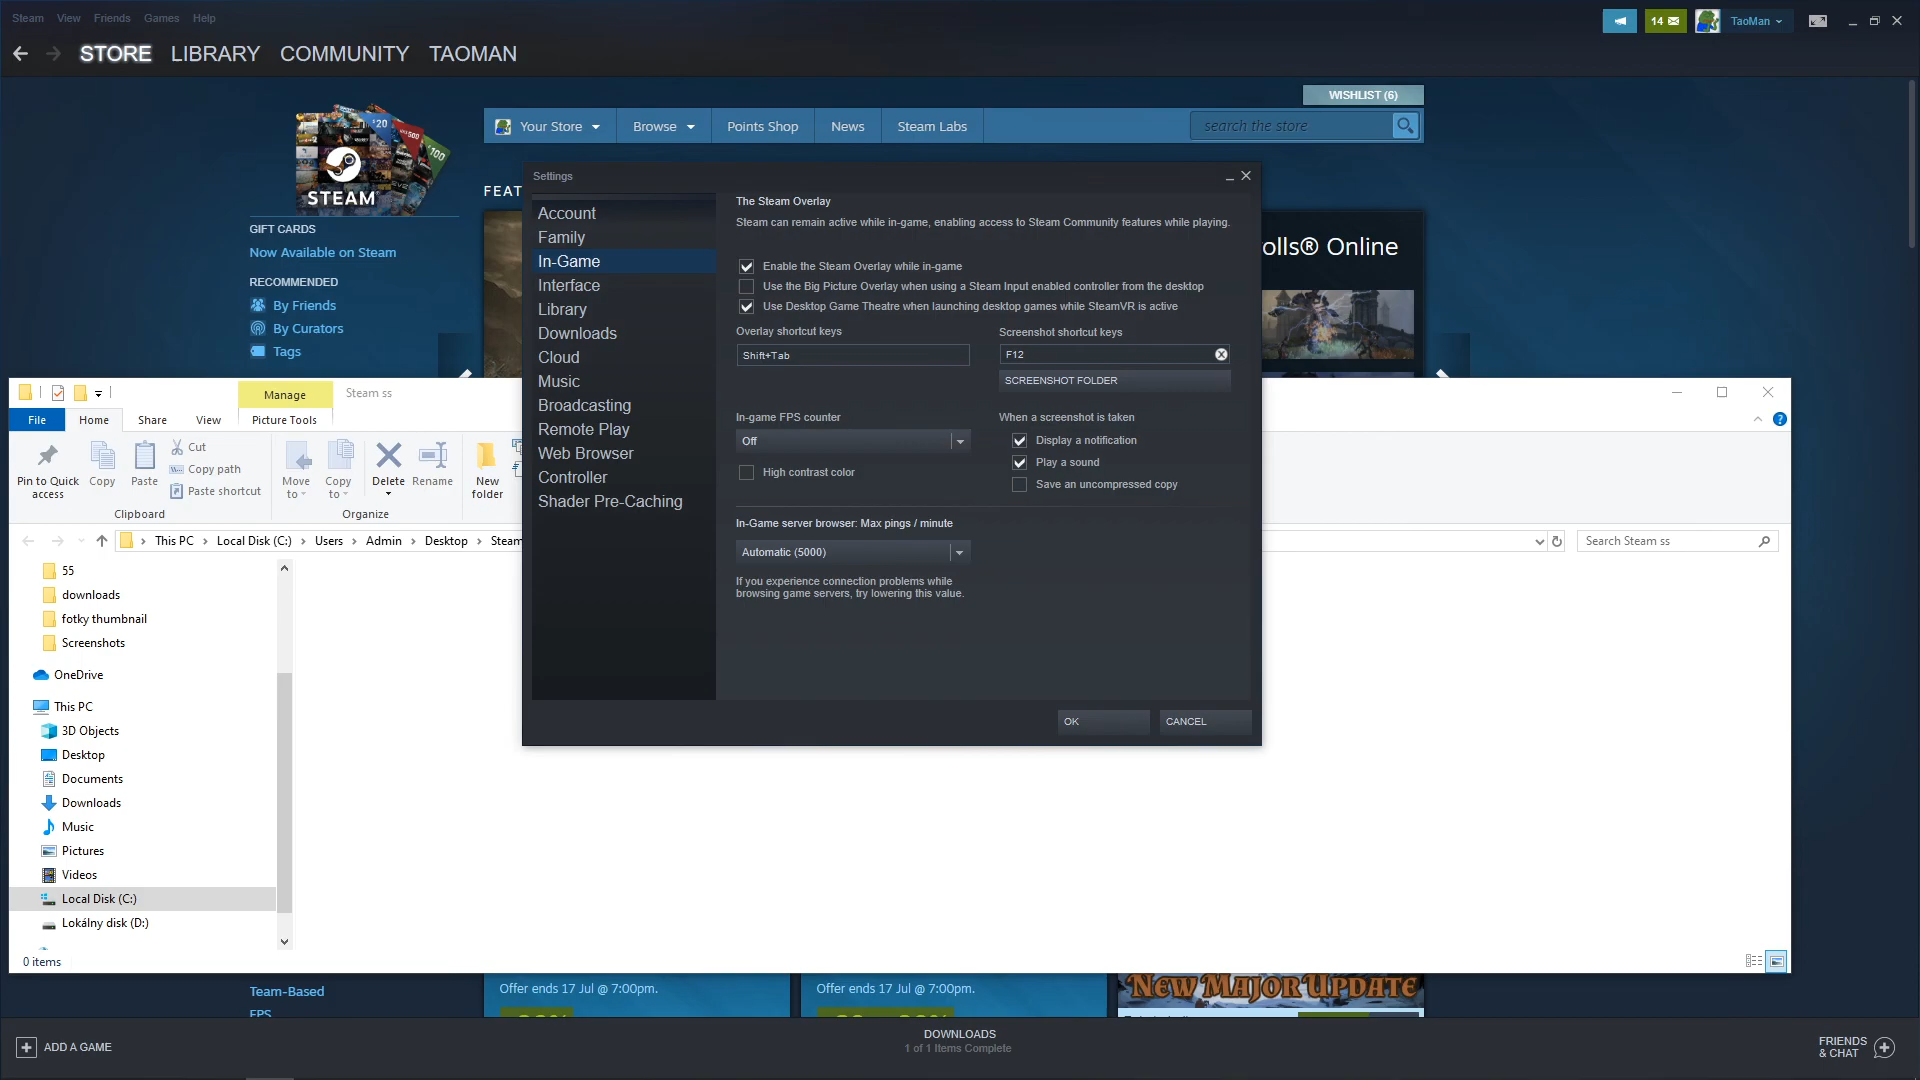 Steam View Friends Games Help
14
TaoMan
STORE LIBRARY COMMUNITY TAOMAN
WISHLIST (6)
Your Store Browse Points Shop News Steam Labs
search the store
STEAM
GIFT CARDS
Now Available on Steam
RECOMMENDED
By Friends
By Curators
Tags
FEAT
olls® Online
Settings
Account
Family
In-Game
Interface
Library
Downloads
Cloud
Music
Broadcasting
Remote Play
Web Browser
Controller
Shader Pre-Caching
The Steam Overlay
Steam can remain active while in-game, enabling access to Steam Community features while playing.
Enable the Steam Overlay while in-game
Use the Big Picture Overlay when using a Steam Input enabled controller from the desktop
Use Desktop Game Theatre when launching desktop games while SteamVR is active
Overlay shortcut keys
Shift+Tab
Screenshot shortcut keys
F12
SCREENSHOT FOLDER
In-game FPS counter
Off
High contrast color
When a screenshot is taken
Display a notification
Play a sound
Save an uncompressed copy
In-Game server browser: Max pings / minute
Automatic (5000)
If you experience connection problems while
browsing game servers, try lowering this value.
OK
CANCEL
Manage
Steam ss
File Home Share View Picture Tools
Pin to Quick
access
Copy
Paste
Cut
Copy path
Paste shortcut
Clipboard
Move
to
Copy
to
Delete
Rename
Organize
New
folder
This PC Local Disk (C:) Users Admin Desktop Steam
Search Steam ss
55
downloads
fotky thumbnail
Screenshots
OneDrive
This PC
3D Objects
Desktop
Documents
Downloads
Music
Pictures
Videos
Local Disk (C:)
Lokálny disk (D:)
0 items
Team-Based
FPS
Offer ends 17 Jul @ 7:00pm.
Offer ends 17 Jul @ 7:00pm.
NEW MAJOR UPDATE
ADD A GAME
DOWNLOADS
1 of 1 Items Complete
FRIENDS
& CHAT